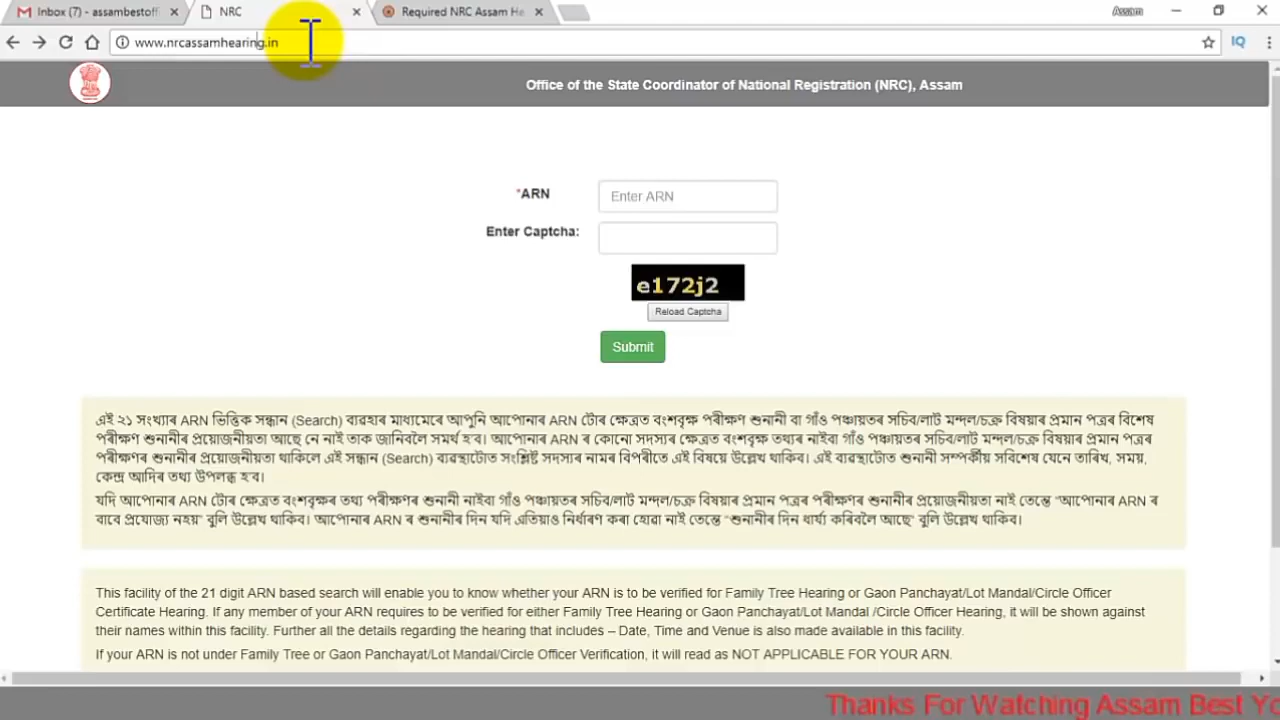 Inbox (7) - assambestoff
NRC
Required NRC Assam He
Assam
www.nrcassamhearing.in
Office of the State Coordinator of National Registration (NRC), Assam
*ARN
Enter ARN
Enter Captcha:
e172j2
Reload Captcha
Submit
এই ২১ সংখ্যাৰ ARN ভিত্তিক সন্ধান (Search) ব্যৱহাৰ মাধ্যমেৰে আপুনি আপোনাৰ ARN টোৰ ক্ষেত্ৰত বংশবৃক্ষ পৰীক্ষণ শুনানী বা গাঁও পঞ্চায়তৰ সচিব/লাট মন্দল/চক্ৰ বিষয়াৰ প্ৰমান পত্ৰৰ বিশেষ
পৰীক্ষণ শুনানীৰ প্ৰয়োজনীয়তা আছে নে নাই তাক জানিবলৈ সমৰ্থ হ'ব। আপোনাৰ ARN ৰ কোনো সদস্যৰ ক্ষেত্ৰত বংশবৃক্ষ তথ্যৰ নাইবা গাঁও পঞ্চায়তৰ সচিব/লাট মন্দল/চক্ৰ বিষয়াৰ প্ৰমান পত্ৰৰ
পৰীক্ষণৰ শুনানীৰ প্ৰয়োজনীয়তা থাকিলে এই সন্ধান (Search) ব্যৱস্থাটোত সংশ্লিষ্ট সদস্যৰ নামৰ বিপৰীতে এই বিষয়ে উল্লেখ থাকিব। এই ব্যৱস্থাটোত শুনানী সম্পৰ্কীয় সবিশেষ যেনে তাৰিখ, সময়,
কেন্দ্ৰ আদিৰ তথ্য উপলব্ধ হ'ব।
যদি আপোনাৰ ARN টোৰ ক্ষেত্ৰত বংশবৃক্ষৰ তথ্য পৰীক্ষণৰ শুনানী নাইবা গাঁও পঞ্চায়তৰ সচিব/লাট মন্দল/চক্ৰ বিষয়াৰ প্ৰমান পত্ৰৰ পৰীক্ষণৰ শুনানীৰ প্ৰয়োজনীয়তা নাই তেন্তে “আপোনাৰ ARN ৰ
বাবে প্ৰযোজ্য নহয়” বুলি উল্লেখ থাকিব। আপোনাৰ ARN ৰ শুনানীৰ দিন যদি এতিয়াও নিৰ্ধাৰণ কৰা হোৱা নাই তেন্তে “শুনানীৰ দিন ধাৰ্য্য কৰিবলৈ আছে” বুলি উল্লেখ থাকিব।
This facility of the 21 digit ARN based search will enable you to know whether your ARN is to be verified for Family Tree Hearing or Gaon Panchayat/Lot Mandal/Circle Officer
Certificate Hearing. If any member of your ARN requires to be verified for either Family Tree Hearing or Gaon Panchayat/Lot Mandal /Circle Officer Hearing, it will be shown against
their names within this facility. Further all the details regarding the hearing that includes – Date, Time and Venue is also made available in this facility.
If your ARN is not under Family Tree or Gaon Panchayat/Lot Mandal/Circle Officer Verification, it will read as NOT APPLICABLE FOR YOUR ARN.
Thanks For Watching Assam Best Yo